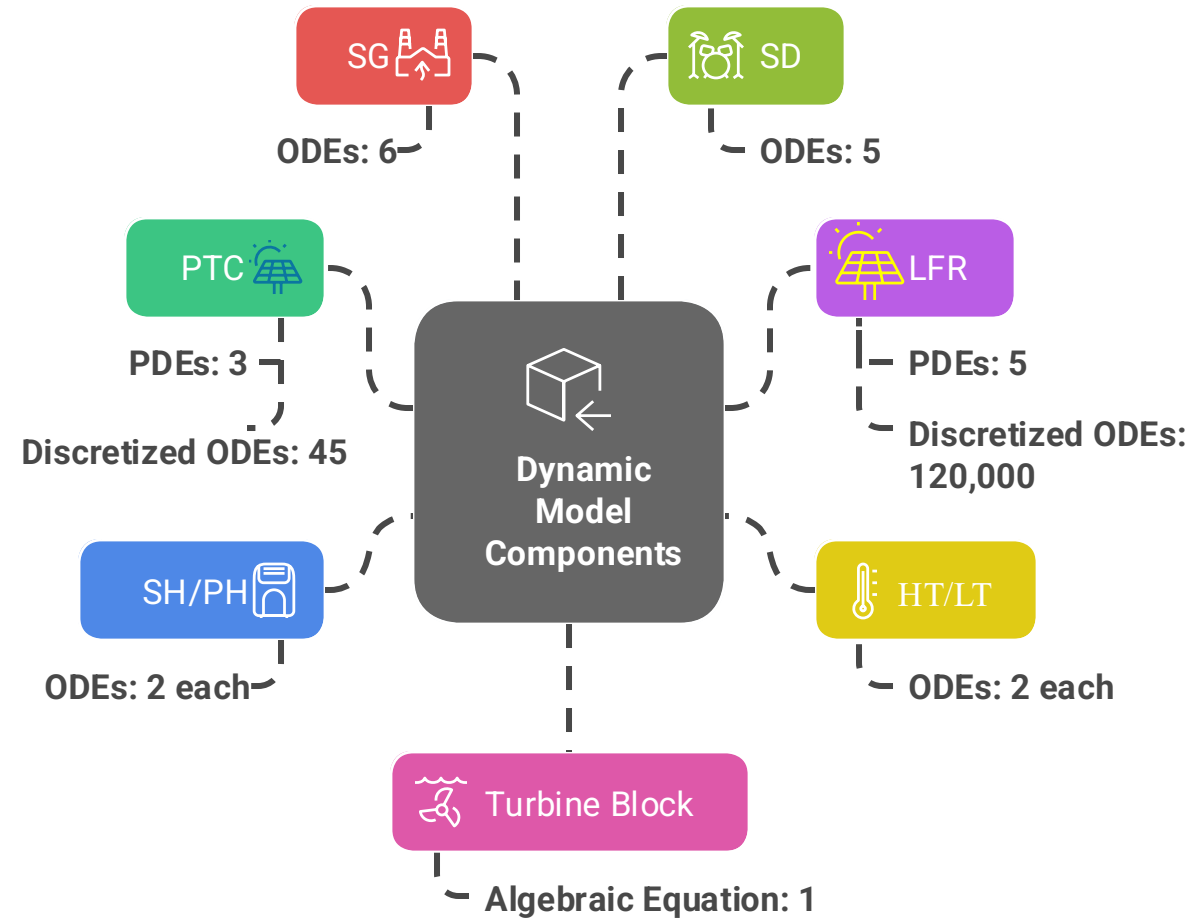 SG
ODEs: 6
SD
ODEs: 5
PTC
PDEs: 3
Discretized ODEs: 45
LFR
PDEs: 5
Discretized ODEs:
120,000
Dynamic
Model
Components
SH/PH
ODEs: 2 each
HT/LT
ODEs: 2 each
Turbine Block
Algebraic Equation: 1